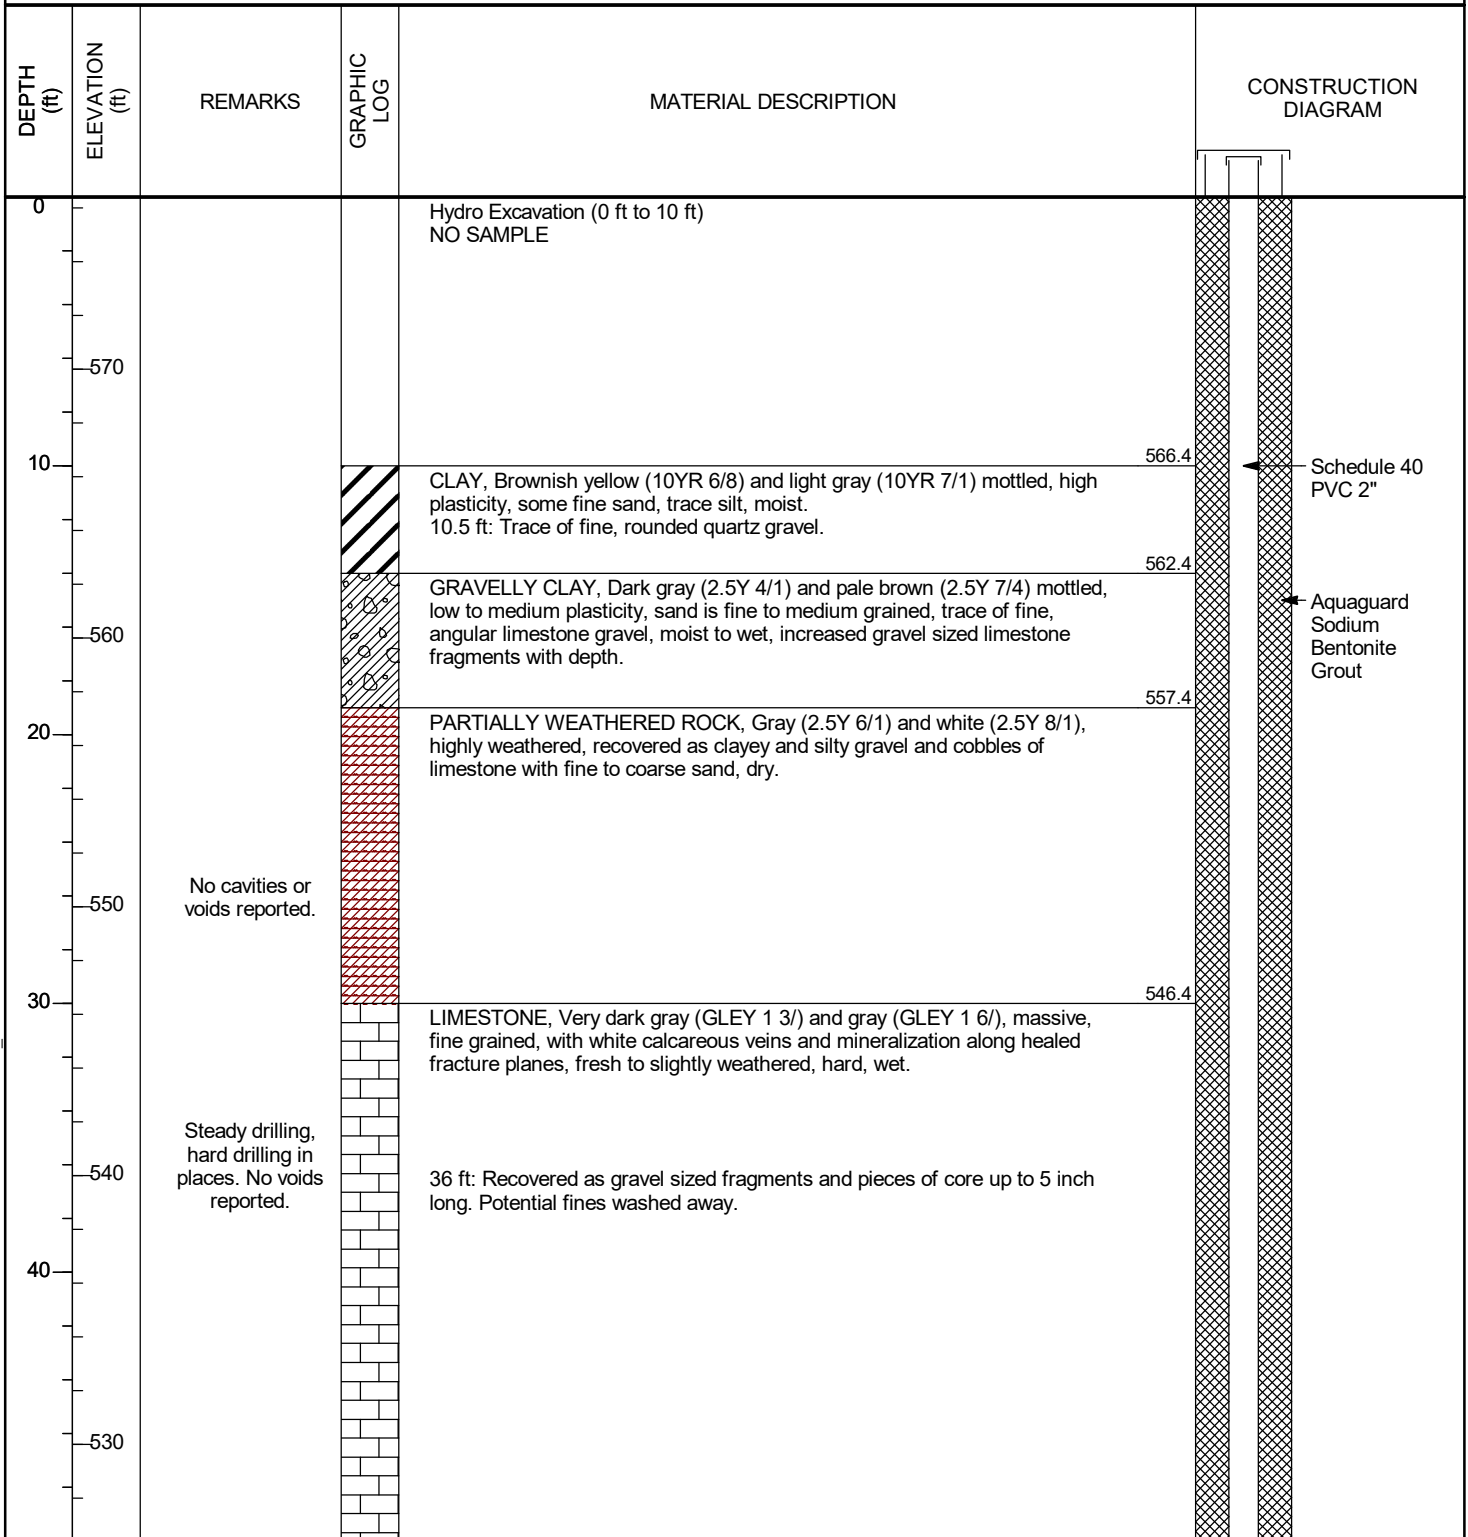 DEPTH
(ft)
ELEVATION
(ft)
REMARKS
GRAPHIC
LOG
MATERIAL DESCRIPTION
CONSTRUCTION
DIAGRAM
0
Hydro Excavation (0 ft to 10 ft)
NO SAMPLE
570
10
566.4
CLAY, Brownish yellow (10YR 6/8) and light gray (10YR 7/1) mottled, high
plasticity, some fine sand, trace silt, moist.
10.5 ft: Trace of fine, rounded quartz gravel.
Schedule 40
PVC 2"
562.4
GRAVELLY CLAY, Dark gray (2.5Y 4/1) and pale brown (2.5Y 7/4) mottled,
low to medium plasticity, sand is fine to medium grained, trace of fine,
angular limestone gravel, moist to wet, increased gravel sized limestone
fragments with depth.
560
Aquaguard
Sodium
Bentonite
Grout
557.4
PARTIALLY WEATHERED ROCK, Gray (2.5Y 6/1) and white (2.5Y 8/1),
highly weathered, recovered as clayey and silty gravel and cobbles of
limestone with fine to coarse sand, dry.
20
No cavities or
voids reported.
550
30
546.4
LIMESTONE, Very dark gray (GLEY 1 3/) and gray (GLEY 1 6/), massive,
fine grained, with white calcareous veins and mineralization along healed
fracture planes, fresh to slightly weathered, hard, wet.
Steady drilling,
hard drilling in
places. No voids
reported.
540
36 ft: Recovered as gravel sized fragments and pieces of core up to 5 inch
long. Potential fines washed away.
40
530